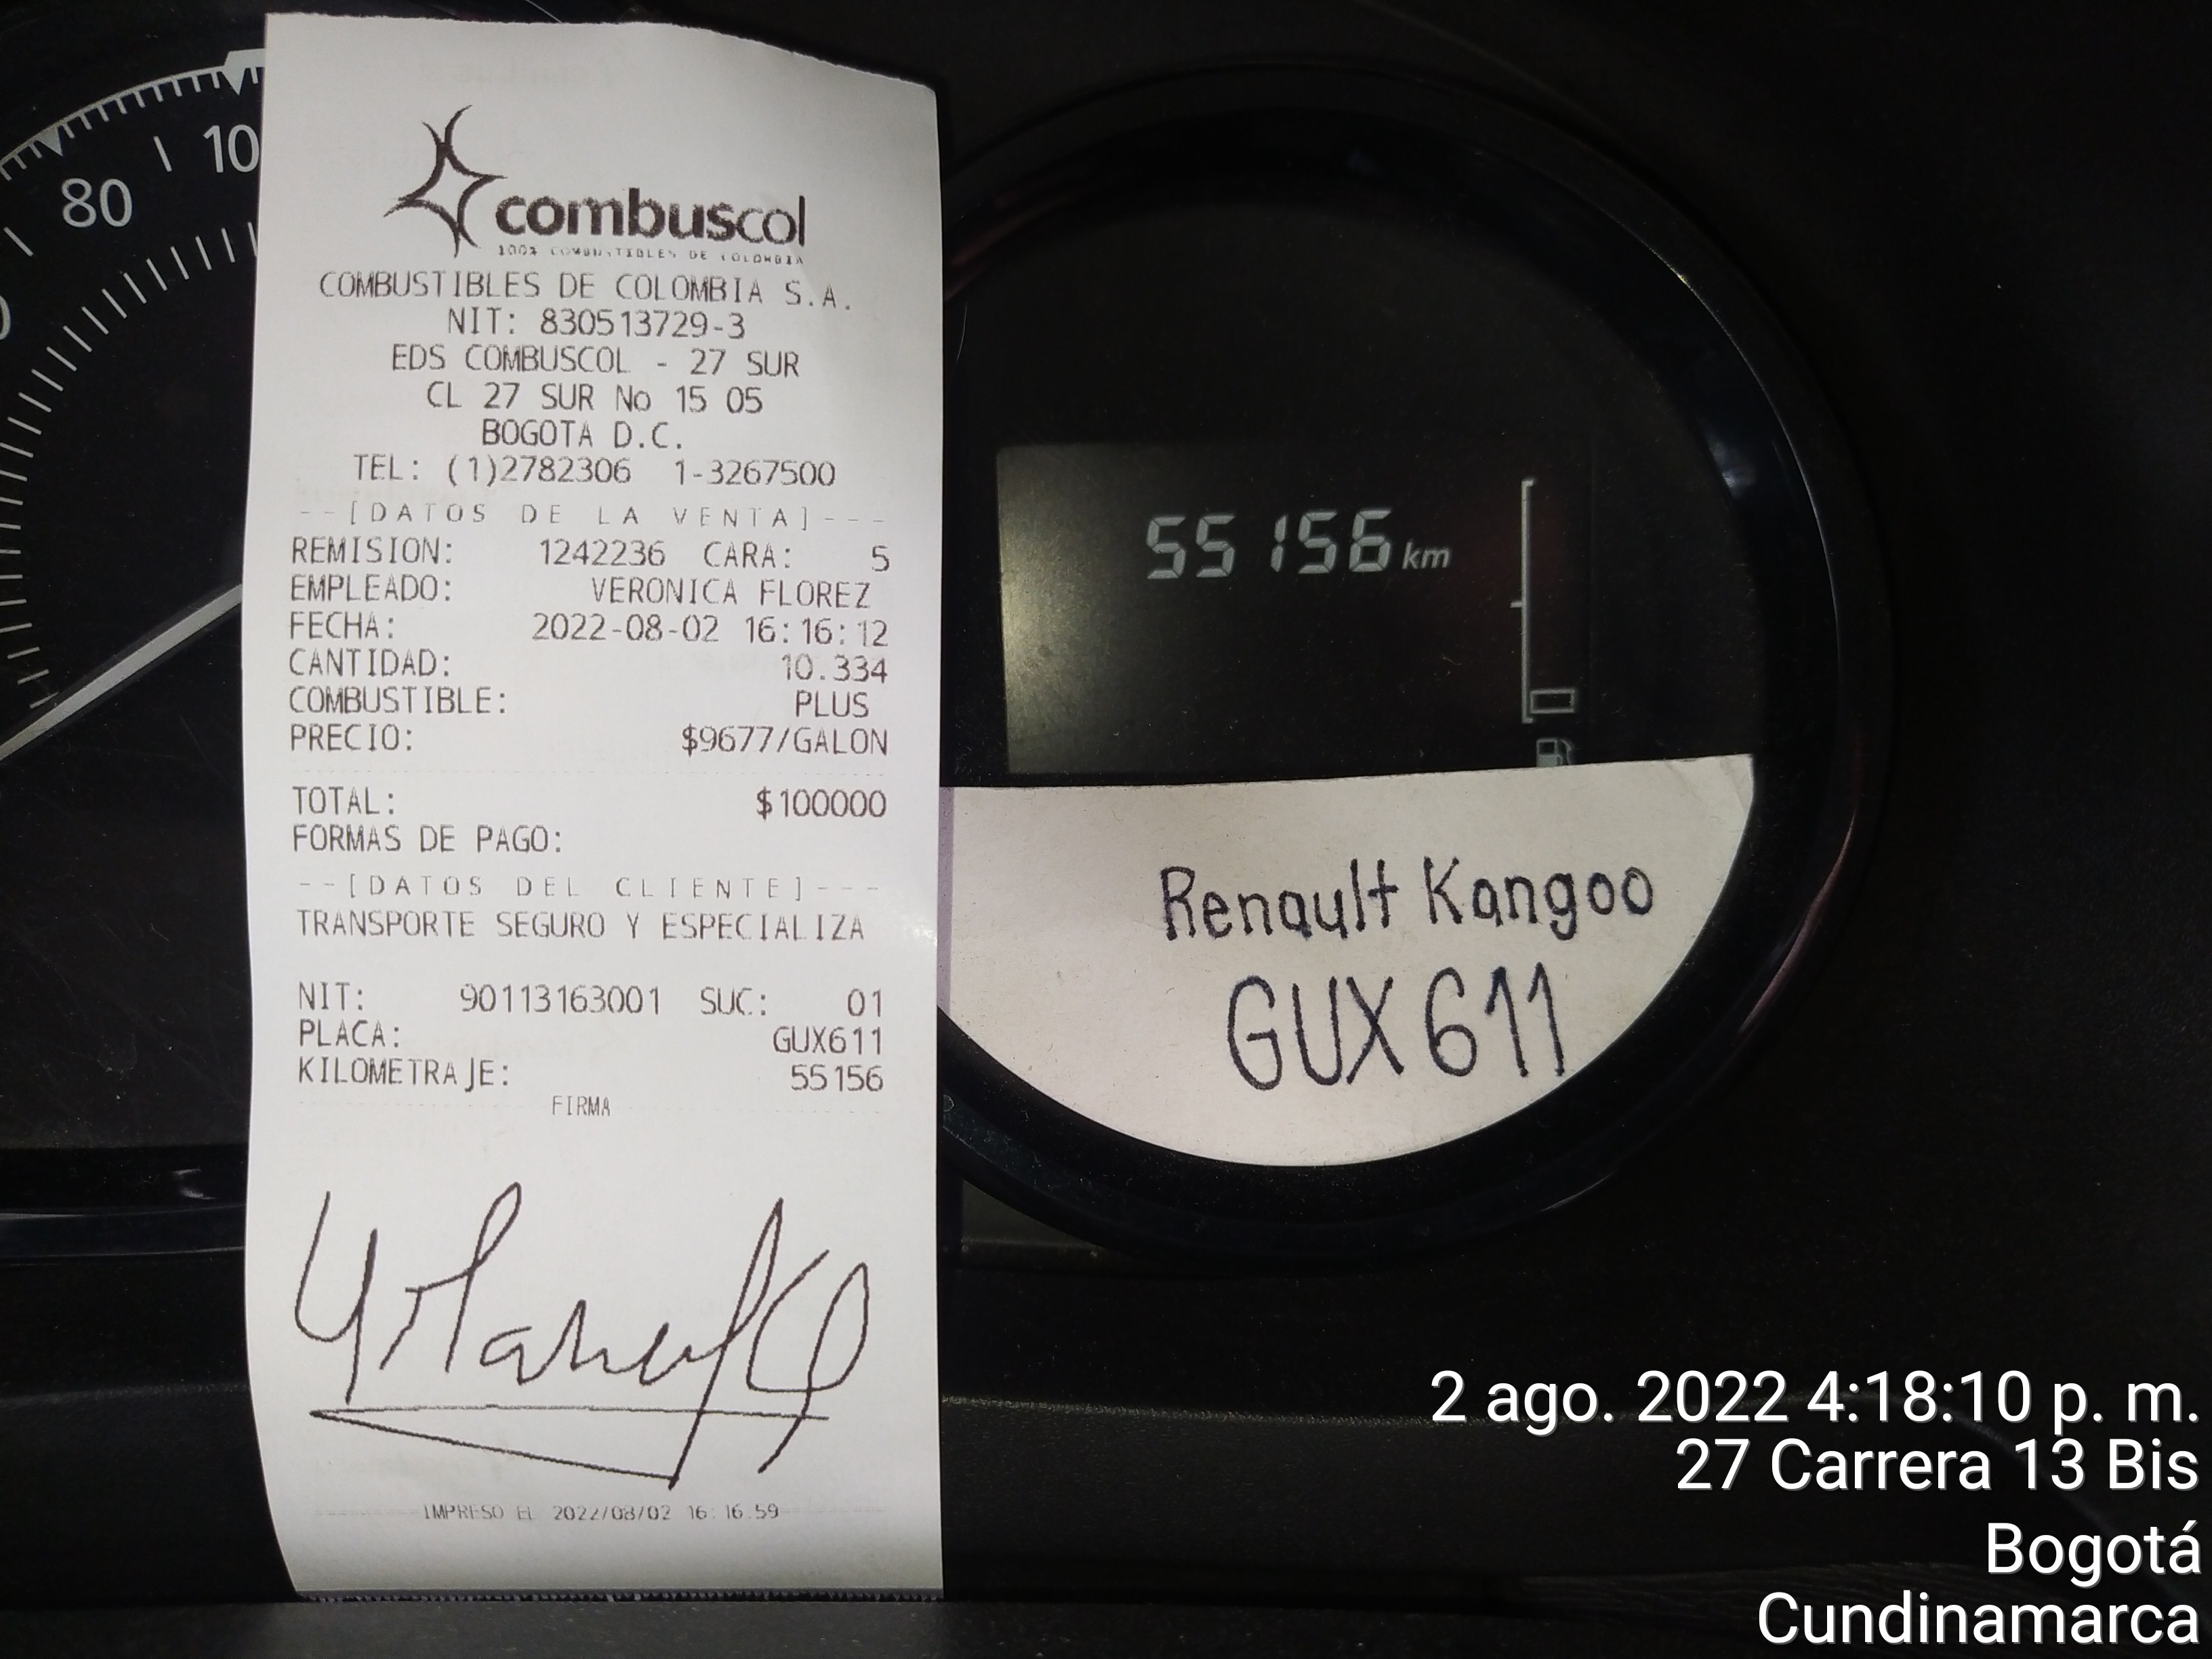 80
10
combuscol
100% COMBUSTIBLES DE COLOMBIA
COMBUSTIBLES DE COLOMBIA S.A.
NIT: 830513729-3
EDS COMBUSCOL - 27 SUR
CL 27 SUR No 15 05
BOGOTA D.C.
TEL: (1)2782306 1-3267500
--[DATOS DE LA VENTA]---
REMISION: 1242236 CARA: 5
EMPLEADO: VERONICA FLOREZ
FECHA: 2022-08-02 16:16:12
CANTIDAD: 10.334
COMBUSTIBLE: PLUS
PRECIO: $9677/GALON
TOTAL: $100000
FORMAS DE PAGO:
--[DATOS DEL CLIENTE]---
TRANSPORTE SEGURO Y ESPECIALIZA
NIT: 90113163001 SUC: 01
PLACA: GUX611
KILOMETRAJE: 55156
FIRMA
IMPRESO EL 2022/08/02 16:16.59
55156 km
Renault Kangoo
GUX611
2 ago. 2022 4:18:10 p. m.
27 Carrera 13 Bis
Bogotá
Cundinamarca